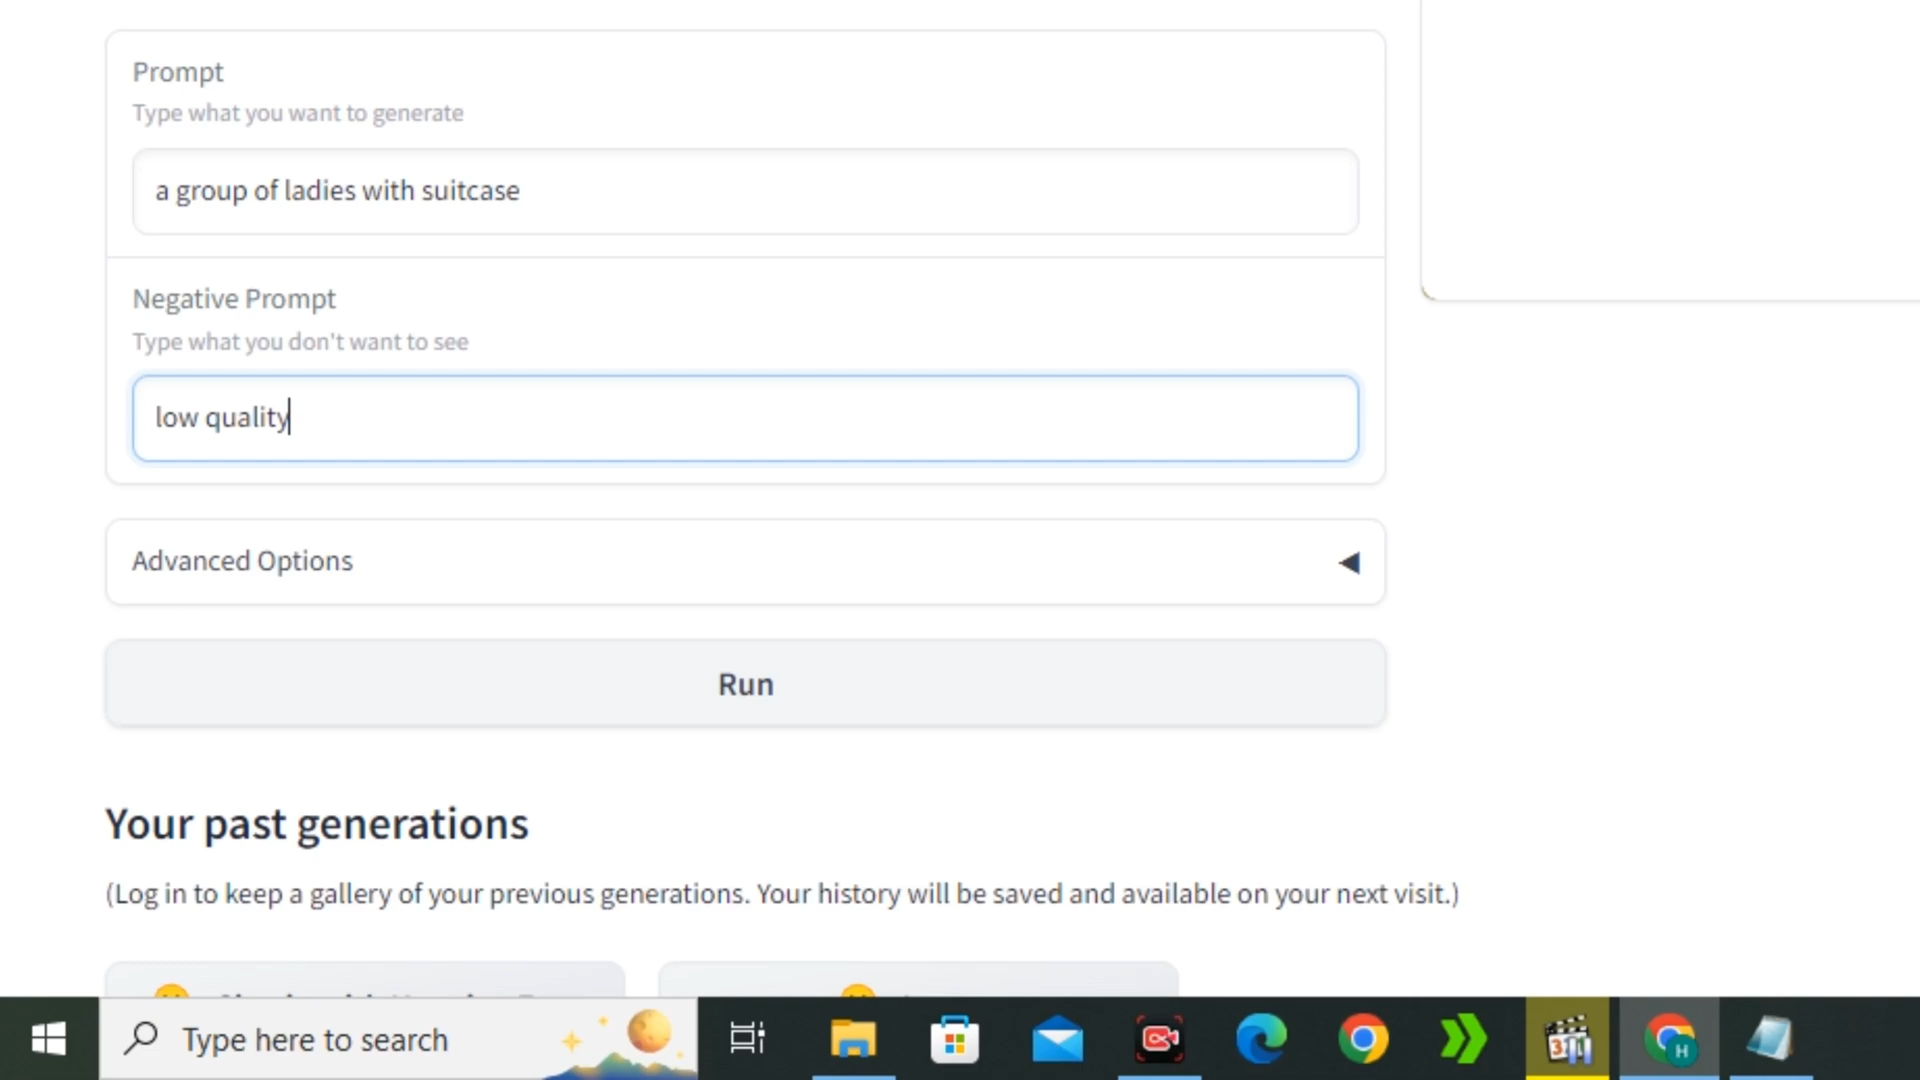 Prompt
Type what you want to generate
a group of ladies with suitcase
Negative Prompt
Type what you don't want to see
low quality
Advanced Options
Run
Your past generations
(Log in to keep a gallery of your previous generations. Your history will be saved and available on your next visit.)
Type here to search
H